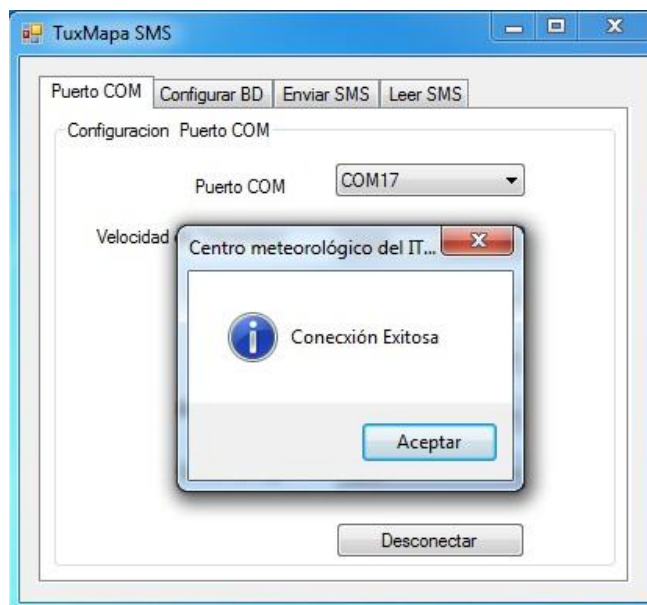 TuxMapa SMS
Puerto COM Configurar BD Enviar SMS Leer SMS
Configuracion Puerto COM
Puerto COM COM17
Velocidad
Centro meteorológico del IT...
Conecxión Exitosa
Aceptar
Desconectar